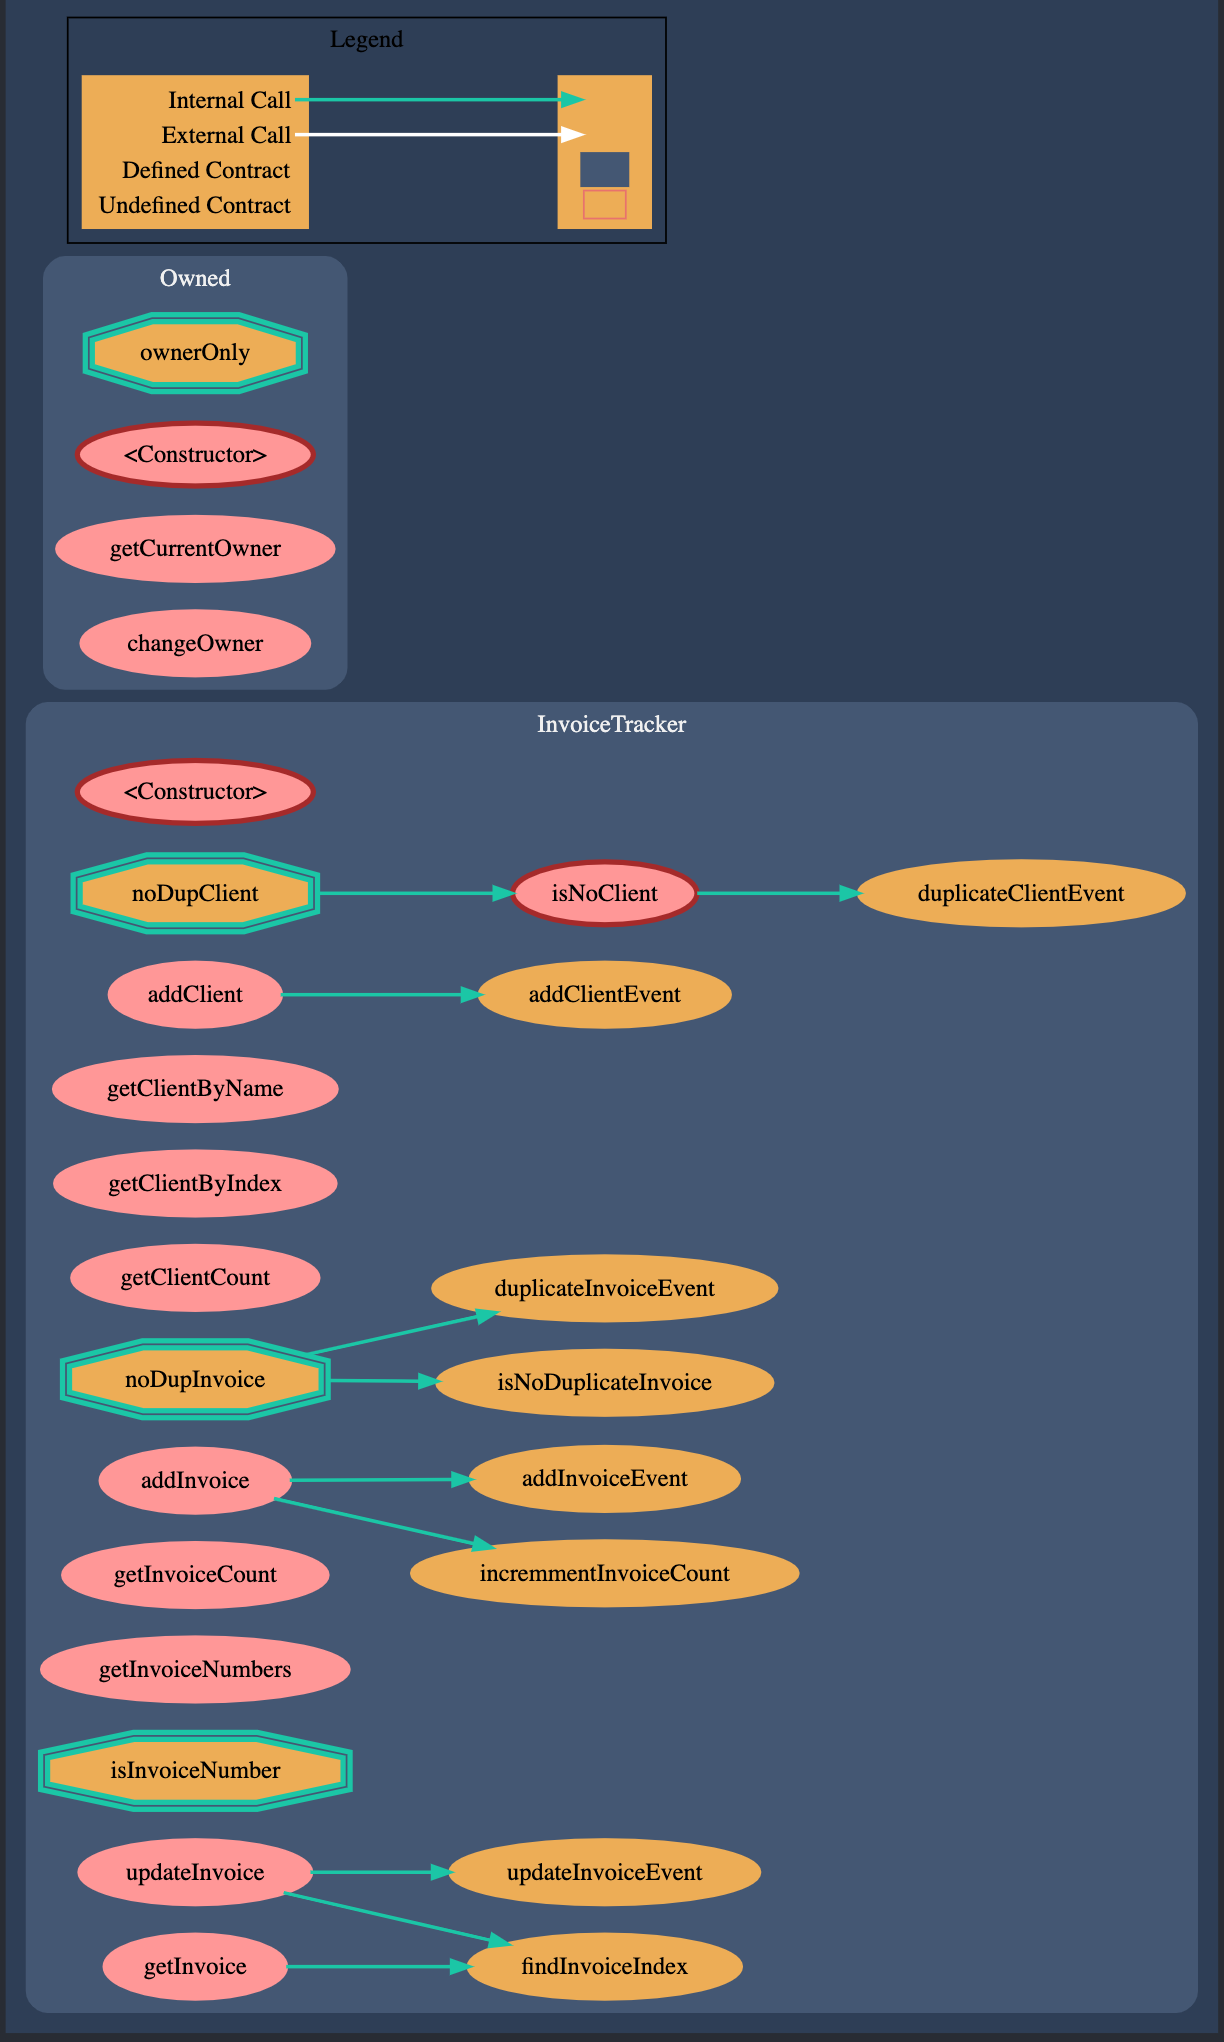 Legend
Internal Call
External Call
Defined Contract
Undefined Contract
Owned
ownerOnly
<Constructor>
getCurrentOwner
changeOwner
InvoiceTracker
<Constructor>
noDupClient
isNoClient
duplicateClientEvent
addClient
addClientEvent
getClientByName
getClientByIndex
getClientCount
duplicateInvoiceEvent
noDupInvoice
isNoDuplicateInvoice
addInvoice
addInvoiceEvent
getInvoiceCount
incremmentInvoiceCount
getInvoiceNumbers
isInvoiceNumber
updateInvoice
updateInvoiceEvent
getInvoice
findInvoiceIndex